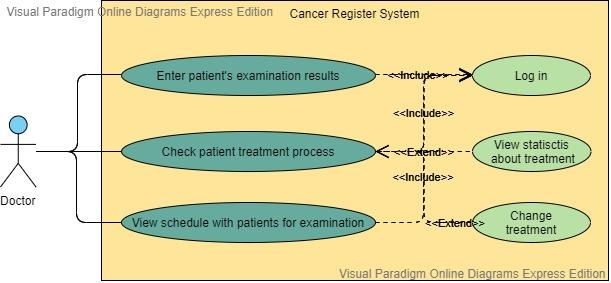 Visual Paradigm Online Diagrams Express Edition
Cancer Register System
Enter patient's examination results
<<Include>>
Log in
<<Include>>
Doctor
Check patient treatment process
<<Extend>>
View statisctis
about treatment
<<Include>>
View schedule with patients for examination
<<Extend>>
Change
treatment
Visual Paradigm Online Diagrams Express Edition